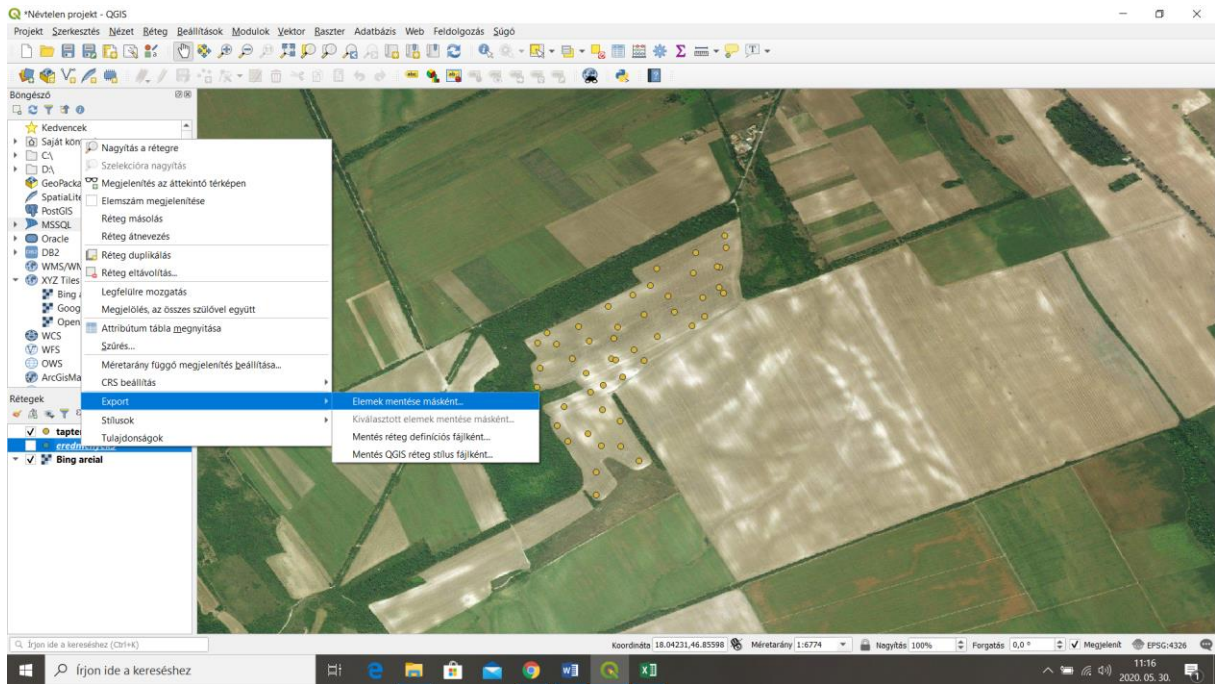 *Névtelen projekt - QGIS
Projekt Szerkesztés Nézet Réteg Beállítások Modulok Vektor Raszter Adatbázis Web Feldolgozás Súgó
Böngésző
Kedvencek
Saját
C:\
D:\
SpatiaLite
PostGIS
MSSQL
Oracle
DB2
XYZ Tiles
Bing
Goog
Open
WCS
WFS
OWS
ArcGisMa
Nagyítás a rétegre
Szelekcióra nagyítás
Megjelenítés az áttekintő térképen
Elemszám megjelenítése
Réteg másolás
Réteg átnevezés
Réteg duplikálás
Réteg eltávolítás...
Legfelülre mozgatás
Megjelölés, az összes szülővel együtt
Attribútum tábla megnyitása
Szűrés...
Méretarány függő megjelenítés beállítása...
CRS beállítás
Export
Stílusok
Tulajdonságok
Elemek mentése másként...
Kiválasztott elemek mentése másként...
Mentés réteg definíciós fájlként...
Mentés QGIS réteg stílus fájlként...
Rétegek
tapte
Bing areial
Írjon ide a kereséshez (Ctrl+K)
Koordináta 18.04231,46.85598 Méretarány 1:6774 Nagyítás 100% Forgatás 0,0 ° Megjelenít EPSG:4326
Írjon ide a kereséshez
11:16
2020. 05. 30.